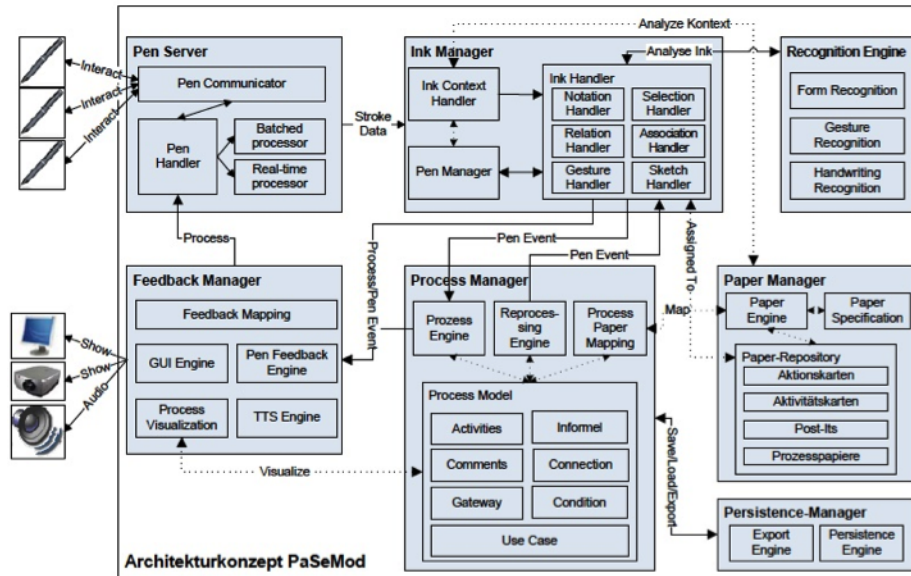 Analyze Kontext
Pen Server
Ink Manager
Analyse Ink
Recognition Engine
Interact
Interact
Interact
Pen Communicator
Pen
Handler
Batched
processor
Real-time
processor
Stroke
Data
Ink Context
Handler
Pen Manager
Ink Handler
Notation
Handler
Selection
Handler
Relation
Handler
Association
Handler
Gesture
Handler
Sketch
Handler
Form Recognition
Gesture
Recognition
Handwriting
Recognition
Process
Process/Pen Event
Pen Event
Pen Event
Assigned To
Feedback Manager
Feedback Mapping
GUI Engine
Pen Feedback
Engine
Process
Visualization
TTS Engine
Show
Show
Audio
Visualize
Process Manager
Prozess
Engine
Reproces-
sing Engine
Process
Paper
Mapping
Map
Process Model
Activities
Informel
Comments
Connection
Gateway
Condition
Use Case
Save/Load/Export
Paper Manager
Paper
Engine
Paper
Specification
Paper-Repository
Aktionskarten
Aktivitätskarten
Post-Its
Prozesspapiere
Persistence-Manager
Export
Engine
Persistence
Engine
Architekturkonzept PaSeMod